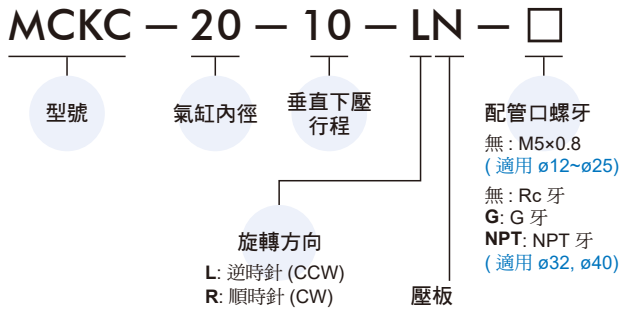 MCKC – 20 – 10 – LN – □
型號
氣缸內徑
垂直下壓
行程
配管口螺牙
無 : M5×0.8
( 適用 ø12~ø25)
無 : Rc 牙
G: G 牙
NPT: NPT 牙
( 適用 ø32, ø40)
旋轉方向
L: 逆時針 (CCW)
R: 順時針 (CW)
壓板